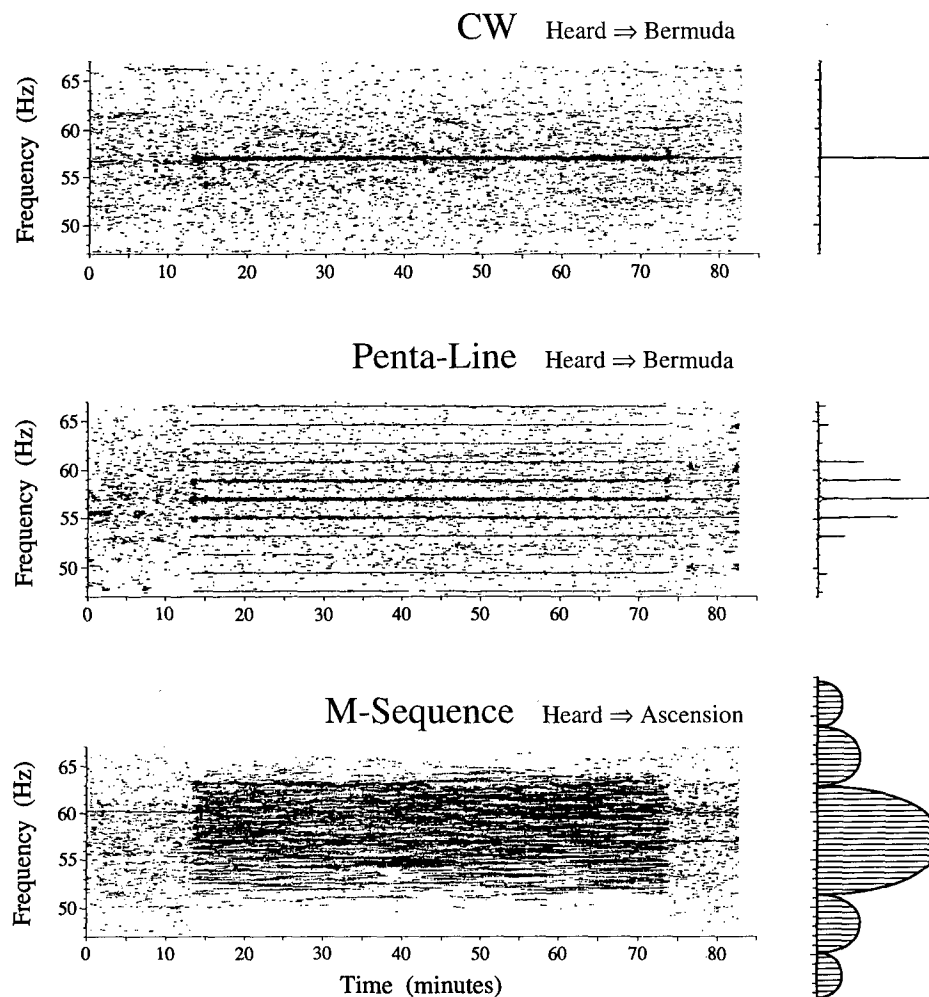 CW Heard ⇒ Bermuda
Frequency (Hz)
65
60
55
50
0 10 20 30 40 50 60 70 80
Penta-Line Heard ⇒ Bermuda
Frequency (Hz)
65
60
55
50
0 10 20 30 40 50 60 70 80
M-Sequence Heard ⇒ Ascension
Frequency (Hz)
65
60
55
50
0 10 20 30 40 50 60 70 80
Time (minutes)